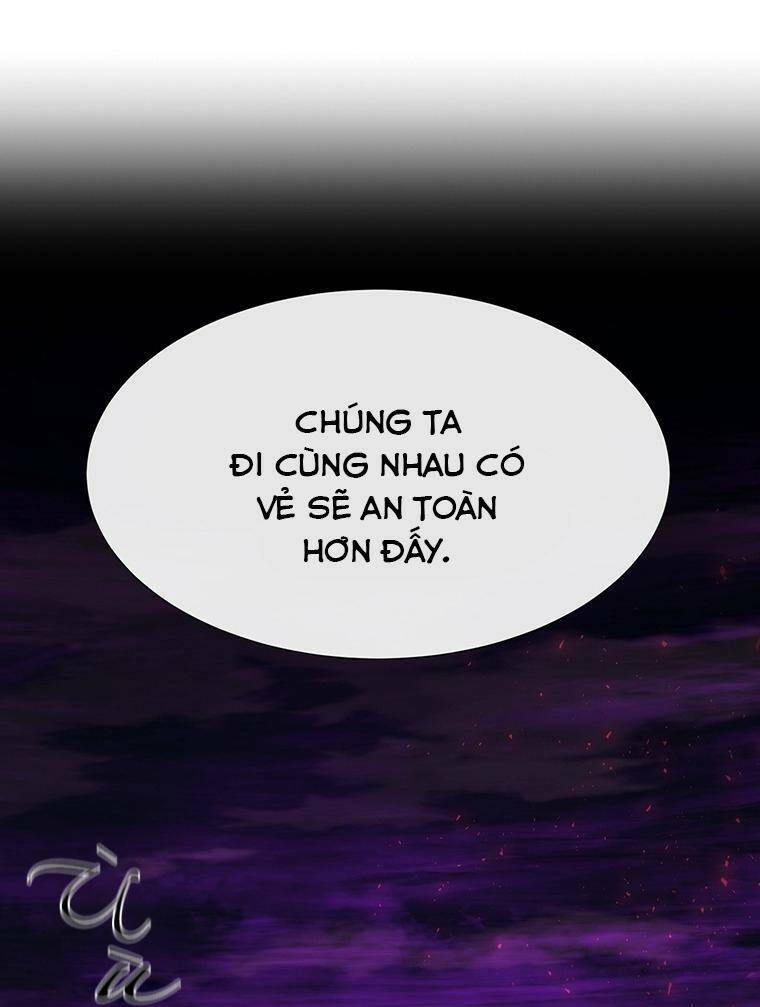 CHÚNG TA
ĐI CÙNG NHAU CÓ
VẺ SẼ AN TOÀN
HƠN ĐẤY.